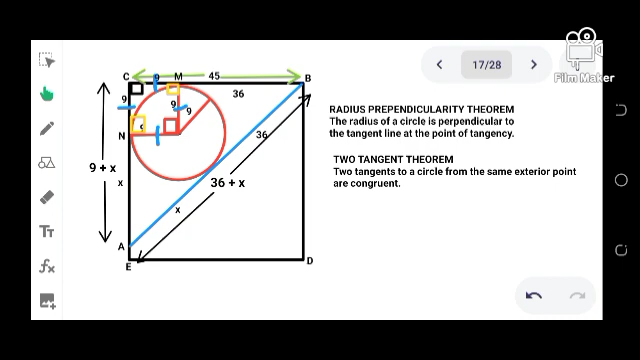 17/28
Film Maker
C
9
M
45
B
9
36
9
9
N
36
9 + x
x
36 + x
x
A
E
D
RADIUS PREPENDICULARITY THEOREM
The radius of a circle is perpendicular to
the tangent line at the point of tangency.
TWO TANGENT THEOREM
Two tangents to a circle from the same exterior point
are congruent.
Tт
fx